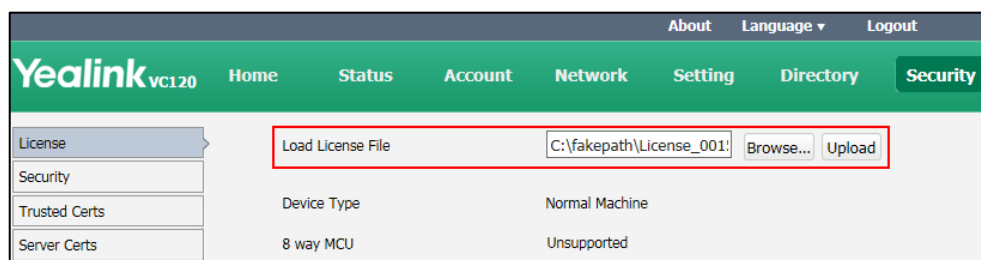 About Language ▾ Logout
Yealink VC120 Home Status Account Network Setting Directory Security
License Load License File C:\fakepath\License_001 Browse... Upload
Security
Trusted Certs Device Type Normal Machine
Server Certs 8 way MCU Unsupported